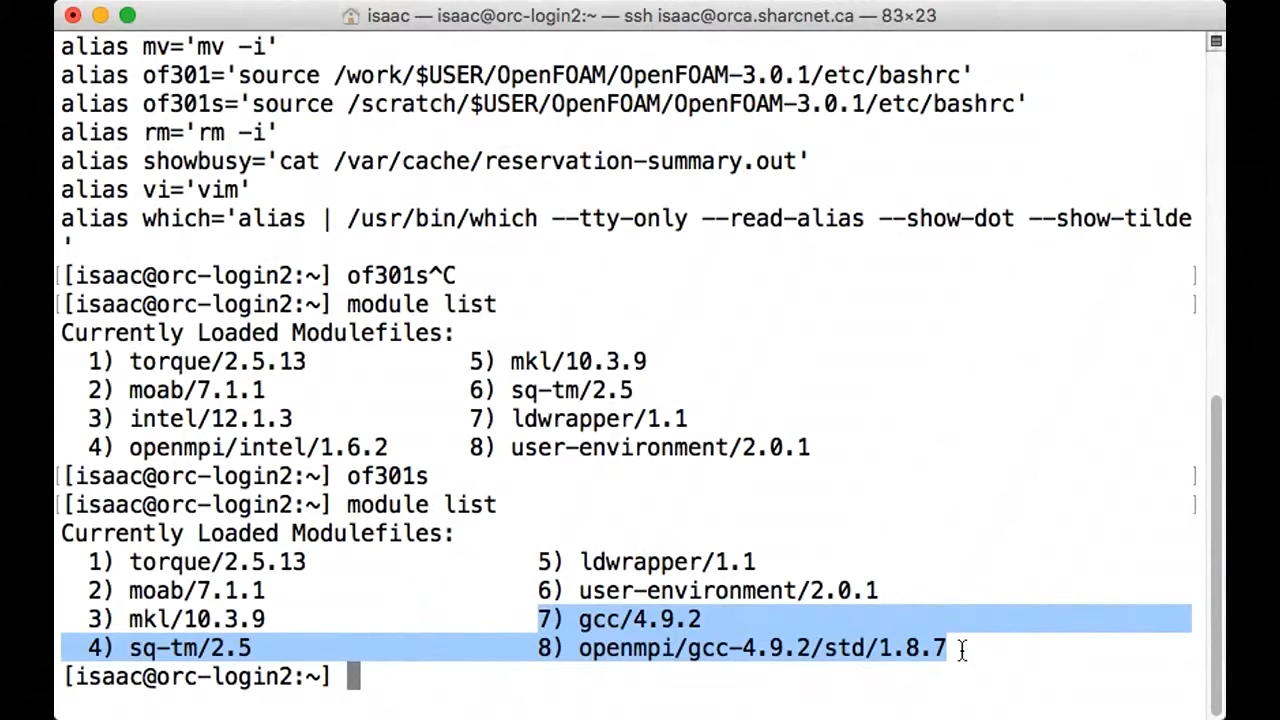 isaac — isaac@orc-login2:~ — ssh isaac@orca.sharcnet.ca — 83×23
alias mv='mv -i'
alias of301='source /work/$USER/OpenFOAM/OpenFOAM-3.0.1/etc/bashrc'
alias of301s='source /scratch/$USER/OpenFOAM/OpenFOAM-3.0.1/etc/bashrc'
alias rm='rm -i'
alias showbusy='cat /var/cache/reservation-summary.out'
alias vi='vim'
alias which='alias | /usr/bin/which --tty-only --read-alias --show-dot --show-tilde
'
[[isaac@orc-login2:~] of301s^C ]
[[isaac@orc-login2:~] module list ]
Currently Loaded Modulefiles:
  1) torque/2.5.13            5) mkl/10.3.9
  2) moab/7.1.1               6) sq-tm/2.5
  3) intel/12.1.3             7) ldwrapper/1.1
  4) openmpi/intel/1.6.2      8) user-environment/2.0.1
[[isaac@orc-login2:~] of301s ]
[[isaac@orc-login2:~] module list ]
Currently Loaded Modulefiles:
  1) torque/2.5.13                 5) ldwrapper/1.1
  2) moab/7.1.1                    6) user-environment/2.0.1
  3) mkl/10.3.9                    7) gcc/4.9.2
  4) sq-tm/2.5                     8) openmpi/gcc-4.9.2/std/1.8.7
[isaac@orc-login2:~]